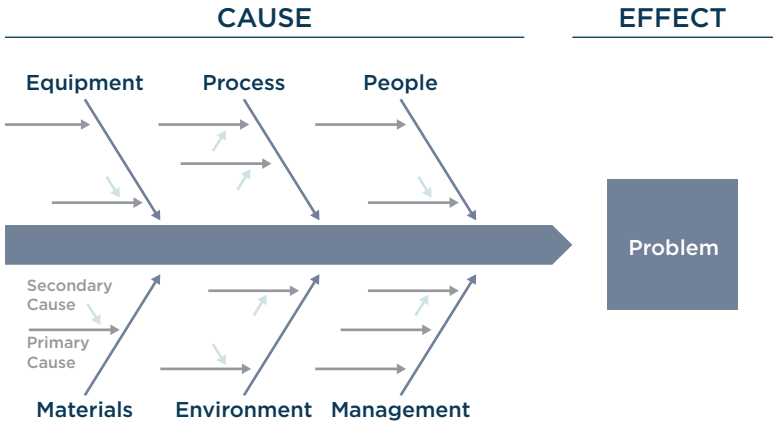 CAUSE
EFFECT
Equipment
Process
People
Problem
Secondary
Cause
Primary
Cause
Materials
Environment
Management